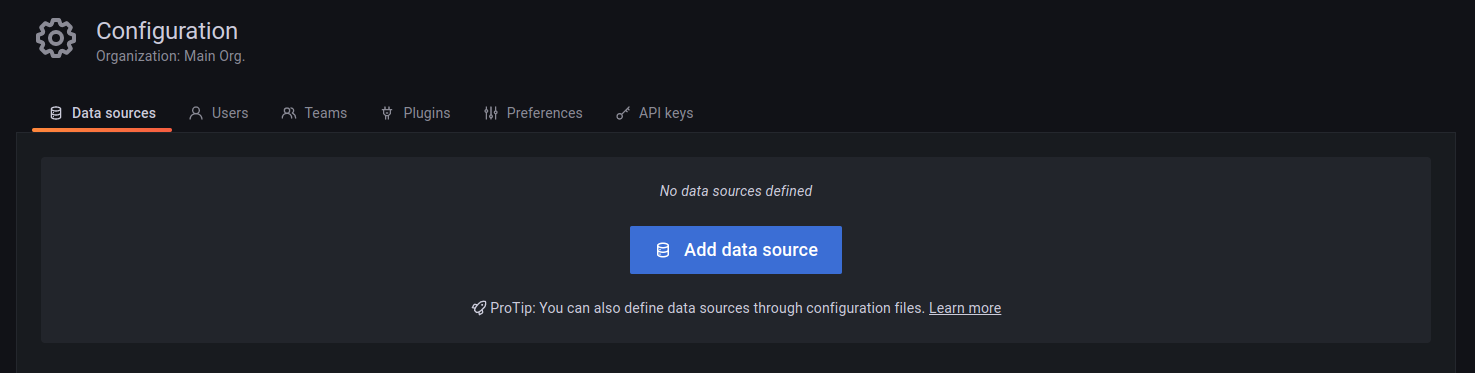 Configuration
Organization: Main Org.
Data sources Users Teams Plugins Preferences API keys
No data sources defined
Add data source
ProTip: You can also define data sources through configuration files. Learn more